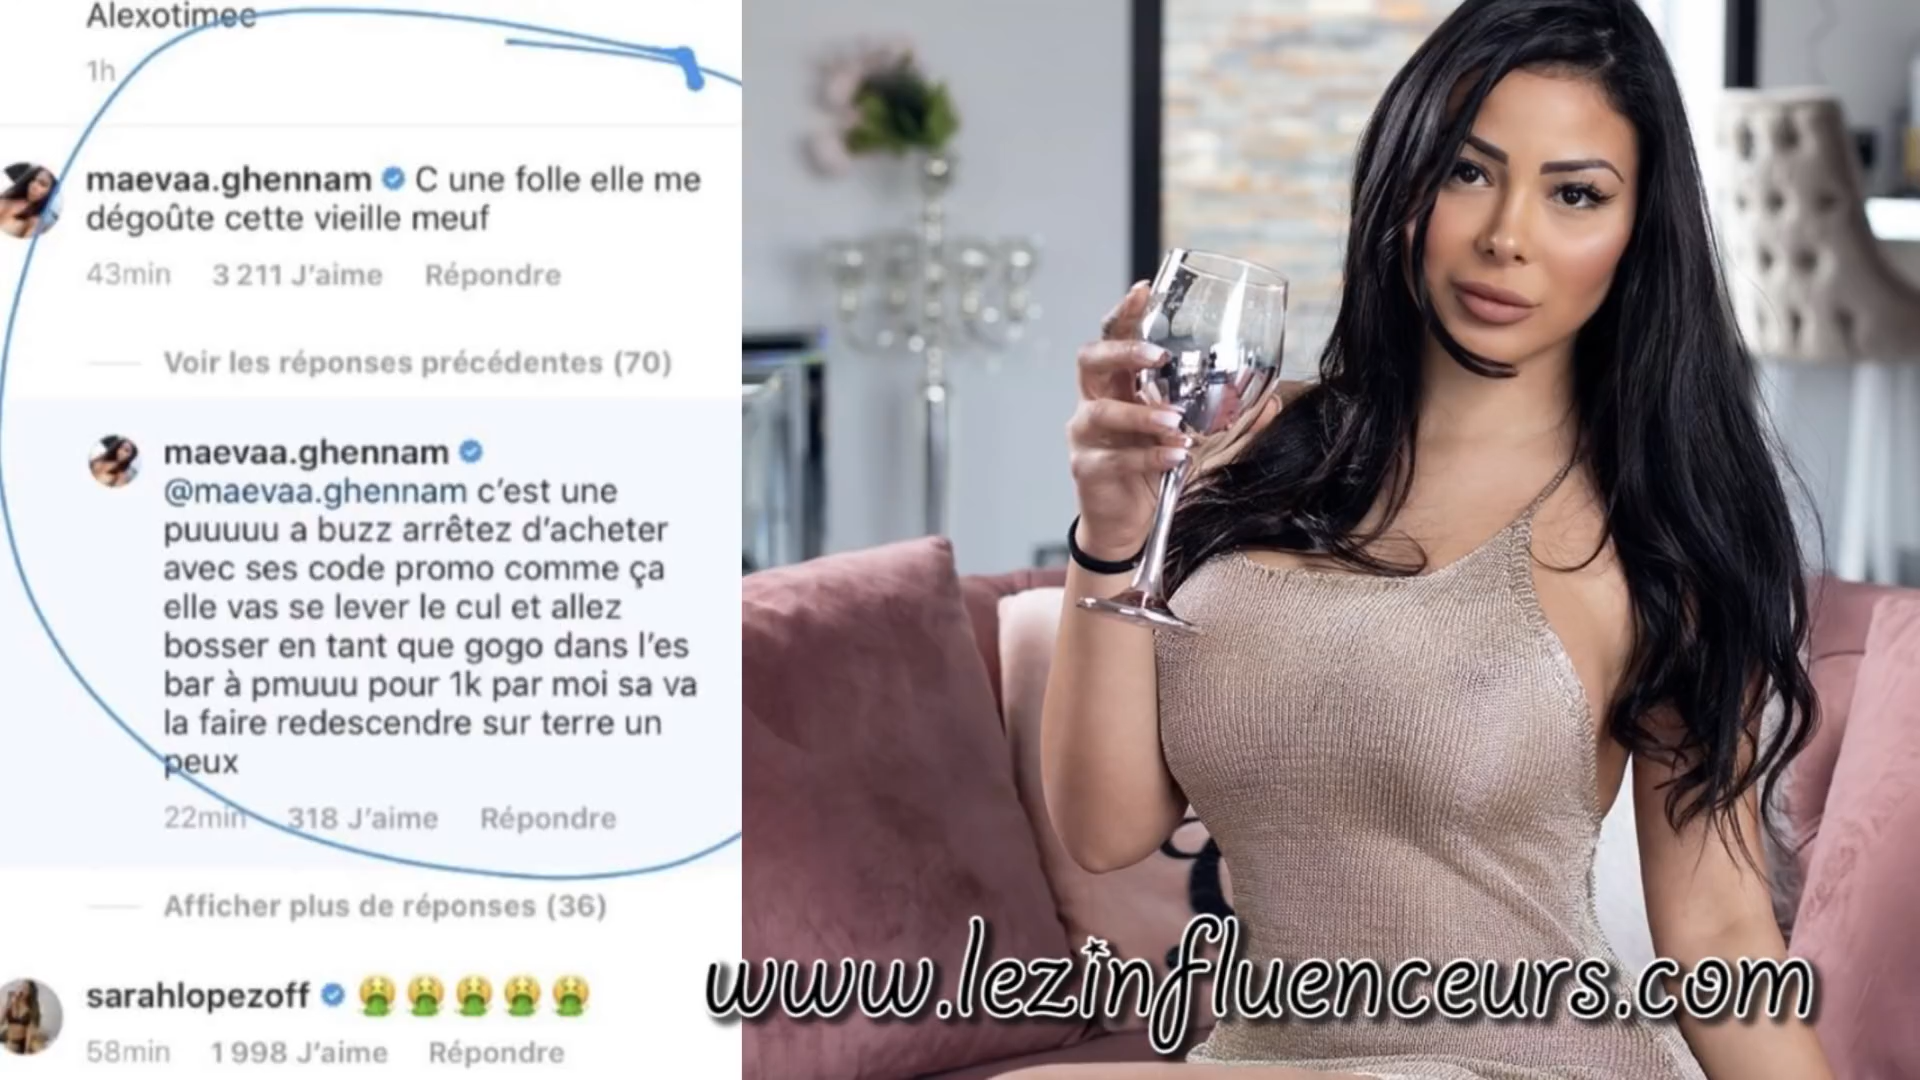 Alexotimee
1h
maevaa.ghennam C une folle elle me
dégoûte cette vieille meuf
43min 3 211 J'aime Répondre
Voir les réponses précédentes (70)
maevaa.ghennam
@maevaa.ghennam c'est une
puuuuu a buzz arrêtez d'acheter
avec ses code promo comme ça
elle vas se lever le cul et allez
bosser en tant que gogo dans l'es
bar à pmuuu pour 1k par moi sa va
la faire redescendre sur terre un
peux
22min 318 J'aime Répondre
Afficher plus de réponses (36)
sarahlopezoff 🤮🤮🤮🤮🤮
58min 1 998 J'aime Répondre
www.lezinfluenceurs.com